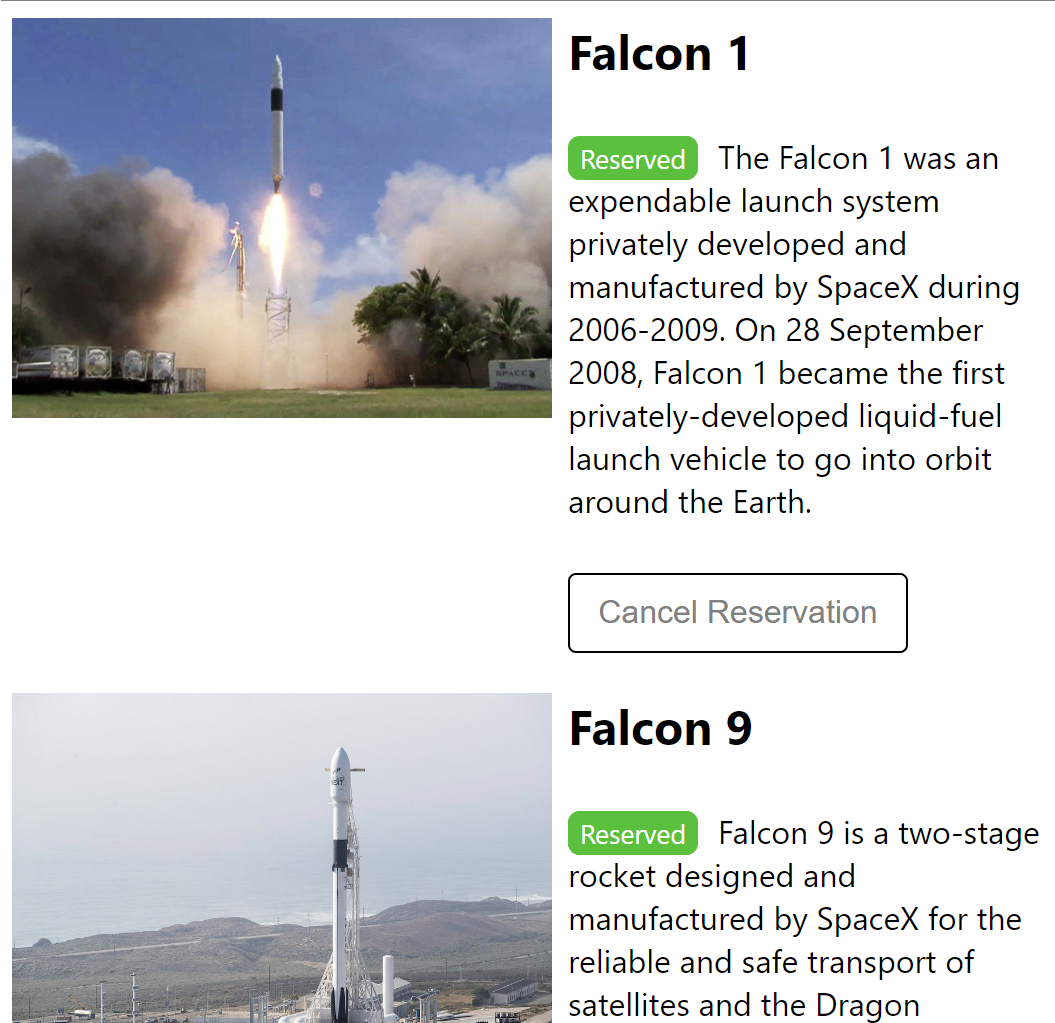 Falcon 1
Reserved The Falcon 1 was an
expendable launch system
privately developed and
manufactured by SpaceX during
2006-2009. On 28 September
2008, Falcon 1 became the first
privately-developed liquid-fuel
launch vehicle to go into orbit
around the Earth.
Cancel Reservation
Falcon 9
Reserved Falcon 9 is a two-stage
rocket designed and
manufactured by SpaceX for the
reliable and safe transport of
satellites and the Dragon